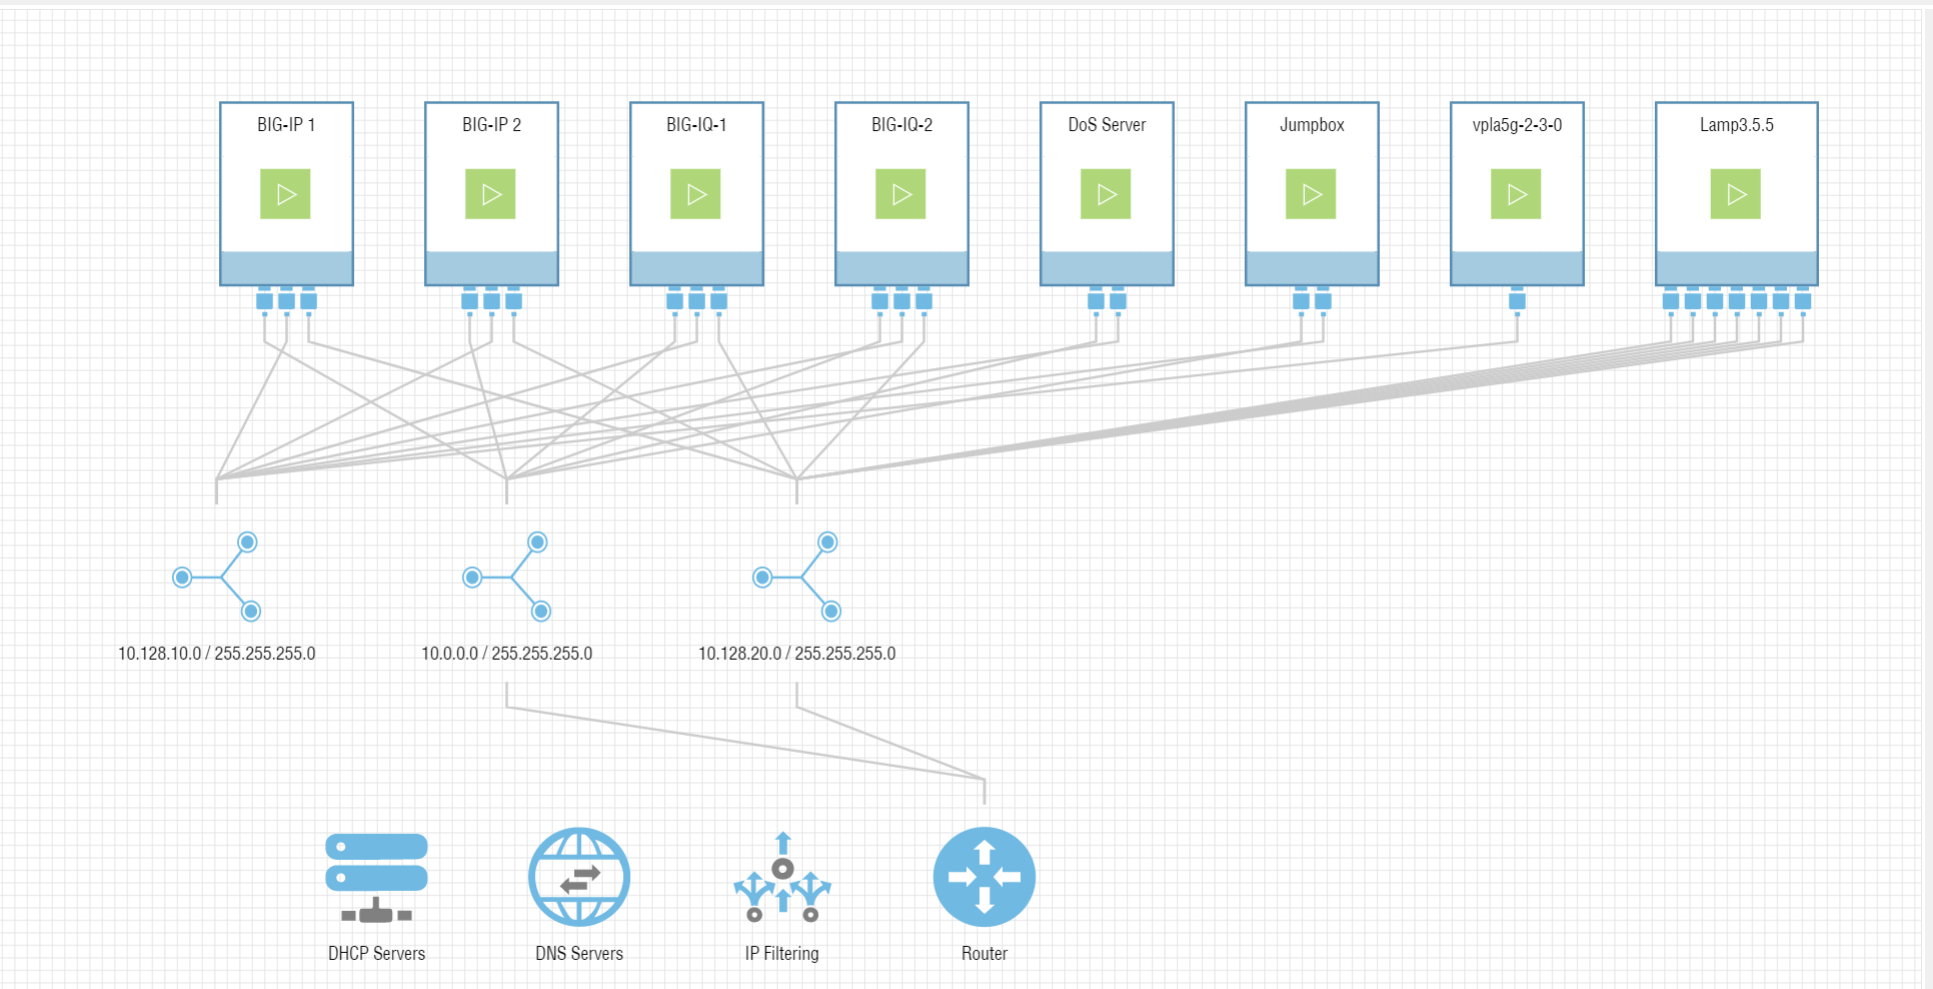 BIG-IP 1
BIG-IP 2
BIG-IQ-1
BIG-IQ-2
DoS Server
Jumpbox
vpla5g-2-3-0
Lamp3.5.5
10.128.10.0 / 255.255.255.0
10.0.0.0 / 255.255.255.0
10.128.20.0 / 255.255.255.0
DHCP Servers
DNS Servers
IP Filtering
Router